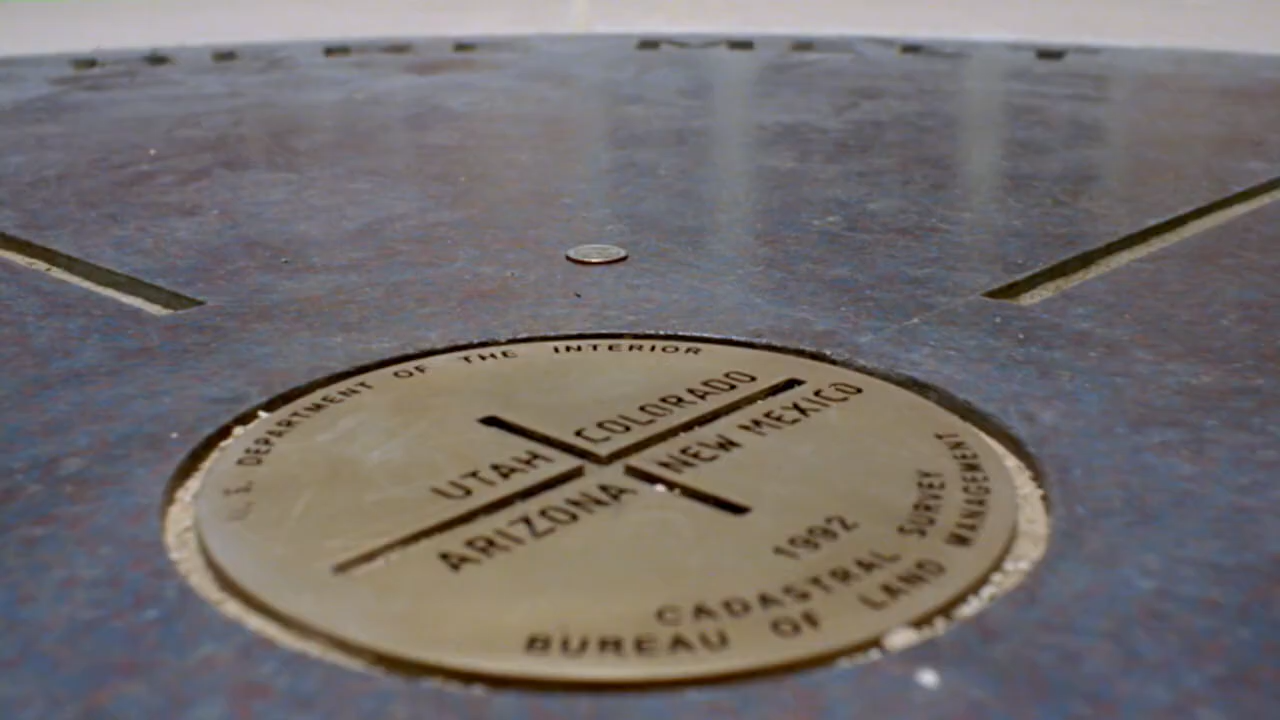 U.S. DEPARTMENT OF THE INTERIOR
UTAH COLORADO
ARIZONA NEW MEXICO
1992
CADASTRAL SURVEY
BUREAU OF LAND MANAGEMENT